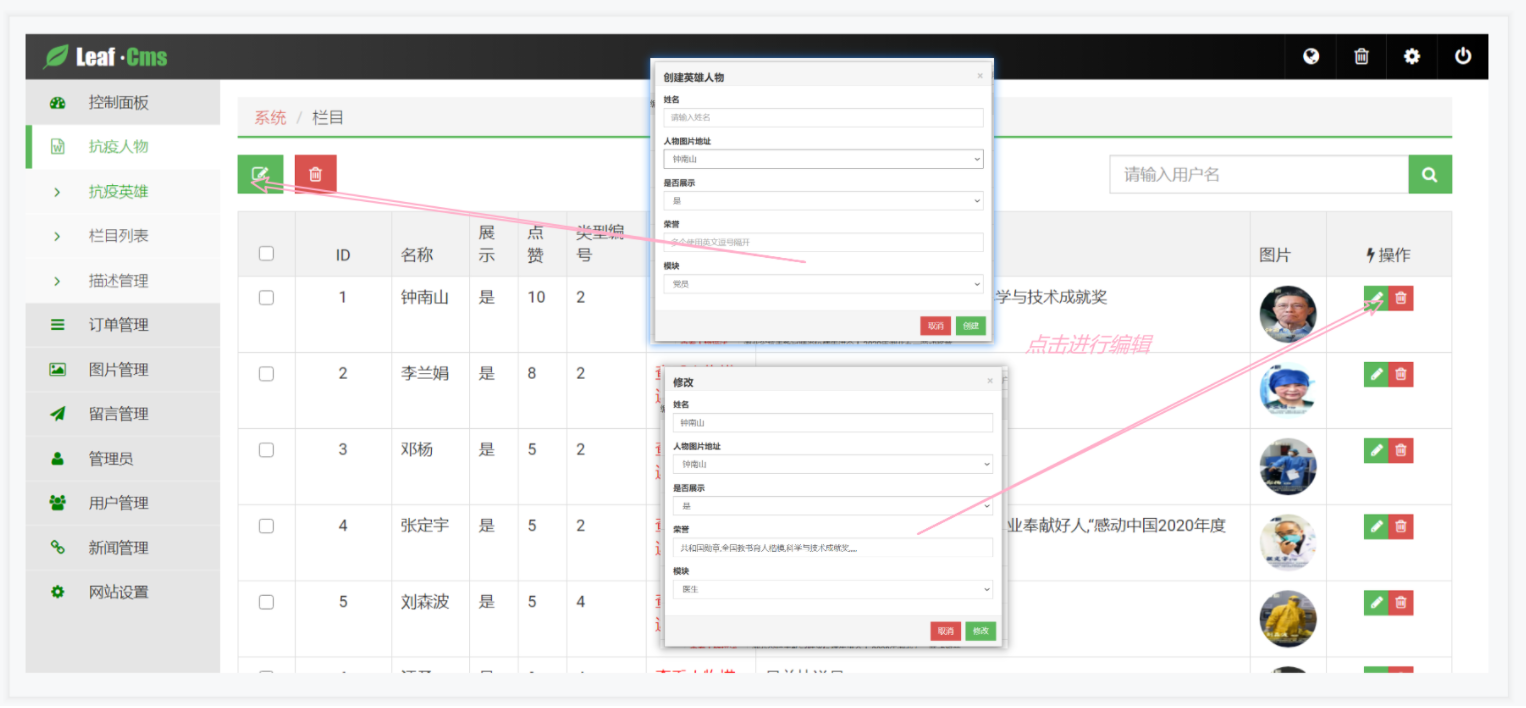 Leaf·Cms
控制面板
抗疫人物
抗疫英雄
栏目列表
描述管理
订单管理
图片管理
留言管理
管理员
用户管理
新闻管理
网站设置
系统 / 栏目
请输入用户名
ID 名称 展示 点赞 类型编号 图片 操作
1 钟南山 是 10 2 学与技术成就奖
2 李兰娟 是 8 2
3 邓杨 是 5 2
4 张定宇 是 5 2 业奉献好人,"感动中国2020年度
5 刘森波 是 5 4
创建英雄人物 ×
姓名
请输入姓名
人物图片地址
钟南山
是否展示
是
荣誉
多个使用英文逗号隔开
模块
党员
取消 创建
点击进行编辑
修改 ×
姓名
钟南山
人物图片地址
钟南山
是否展示
是
荣誉
共和国勋章,全国教书育人楷模,科学与技术成就奖,,,,
模块
医生
取消 修改